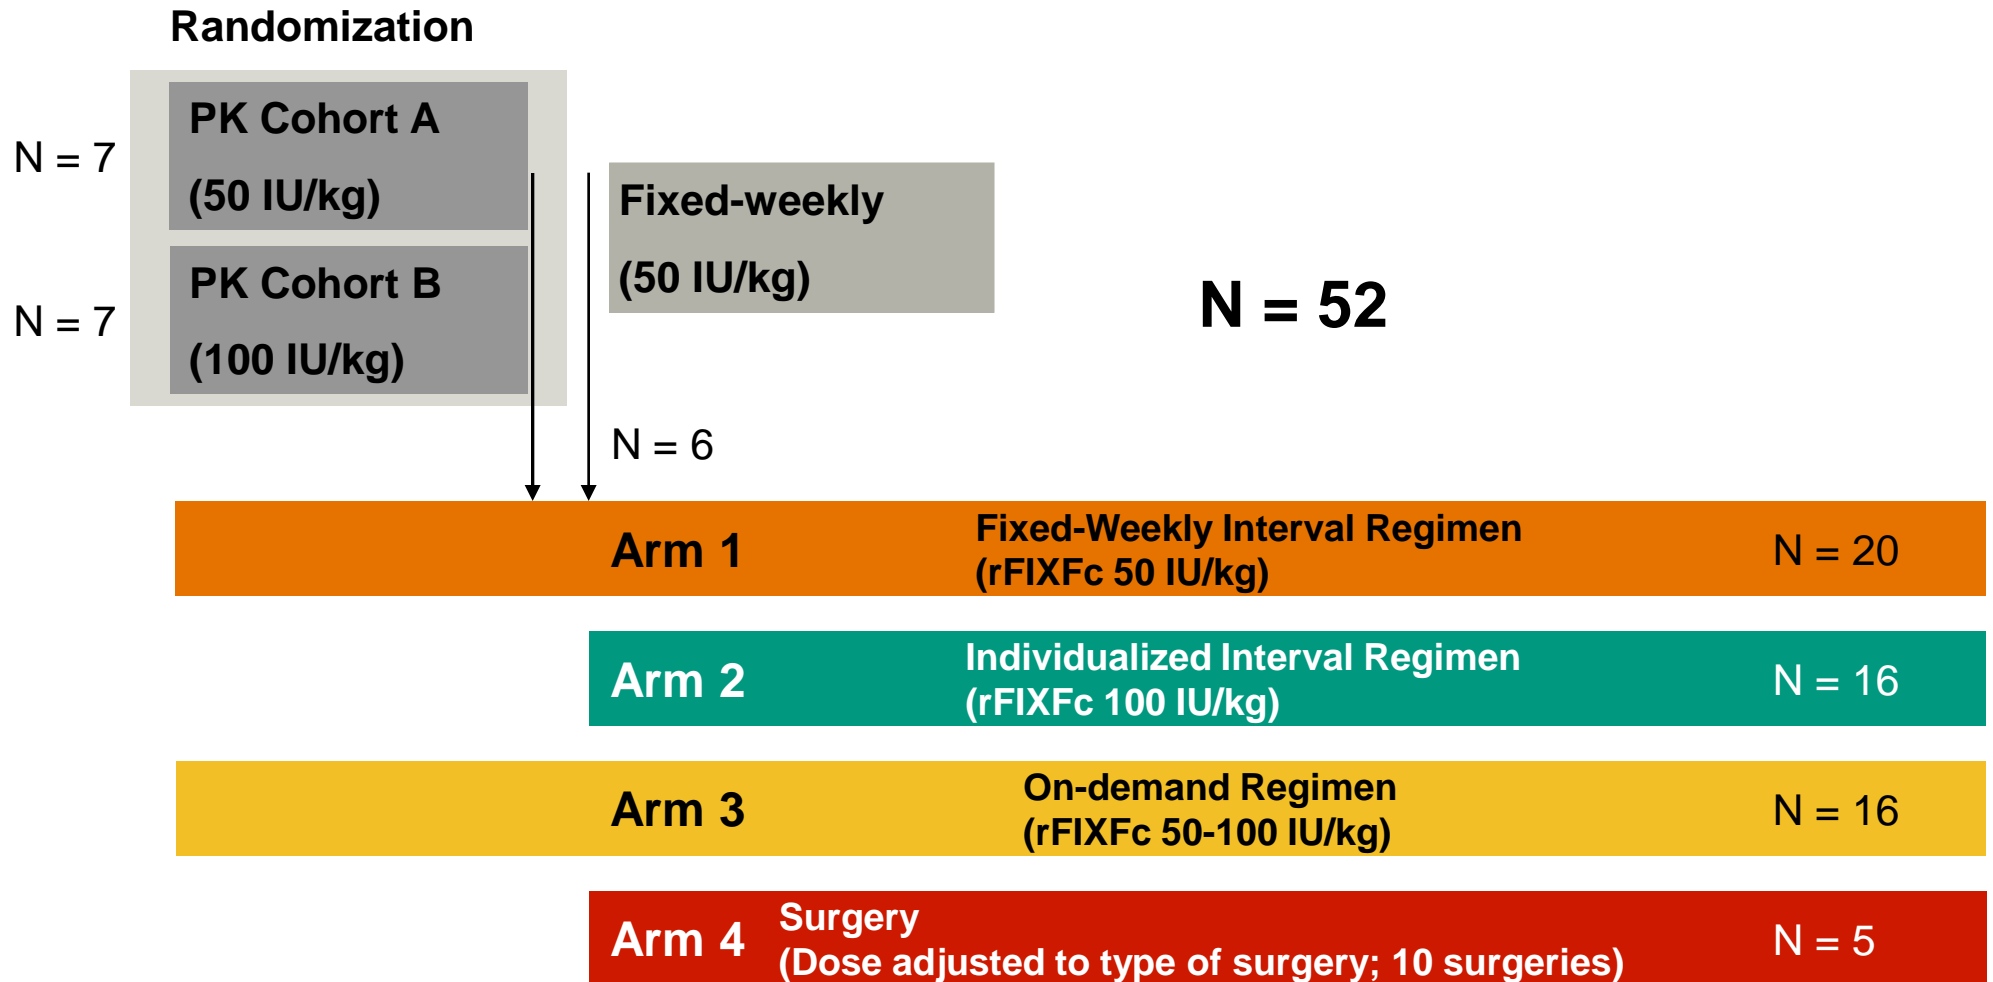 Randomization
N = 7
PK Cohort A
(50 IU/kg)
N = 7
PK Cohort B
(100 IU/kg)
Fixed-weekly
(50 IU/kg)
N = 52
N = 6
Arm 1
Fixed-Weekly Interval Regimen
(rFIXFc 50 IU/kg)
N = 20
Arm 2
Individualized Interval Regimen
(rFIXFc 100 IU/kg)
N = 16
Arm 3
On-demand Regimen
(rFIXFc 50-100 IU/kg)
N = 16
Arm 4
Surgery
(Dose adjusted to type of surgery; 10 surgeries)
N = 5